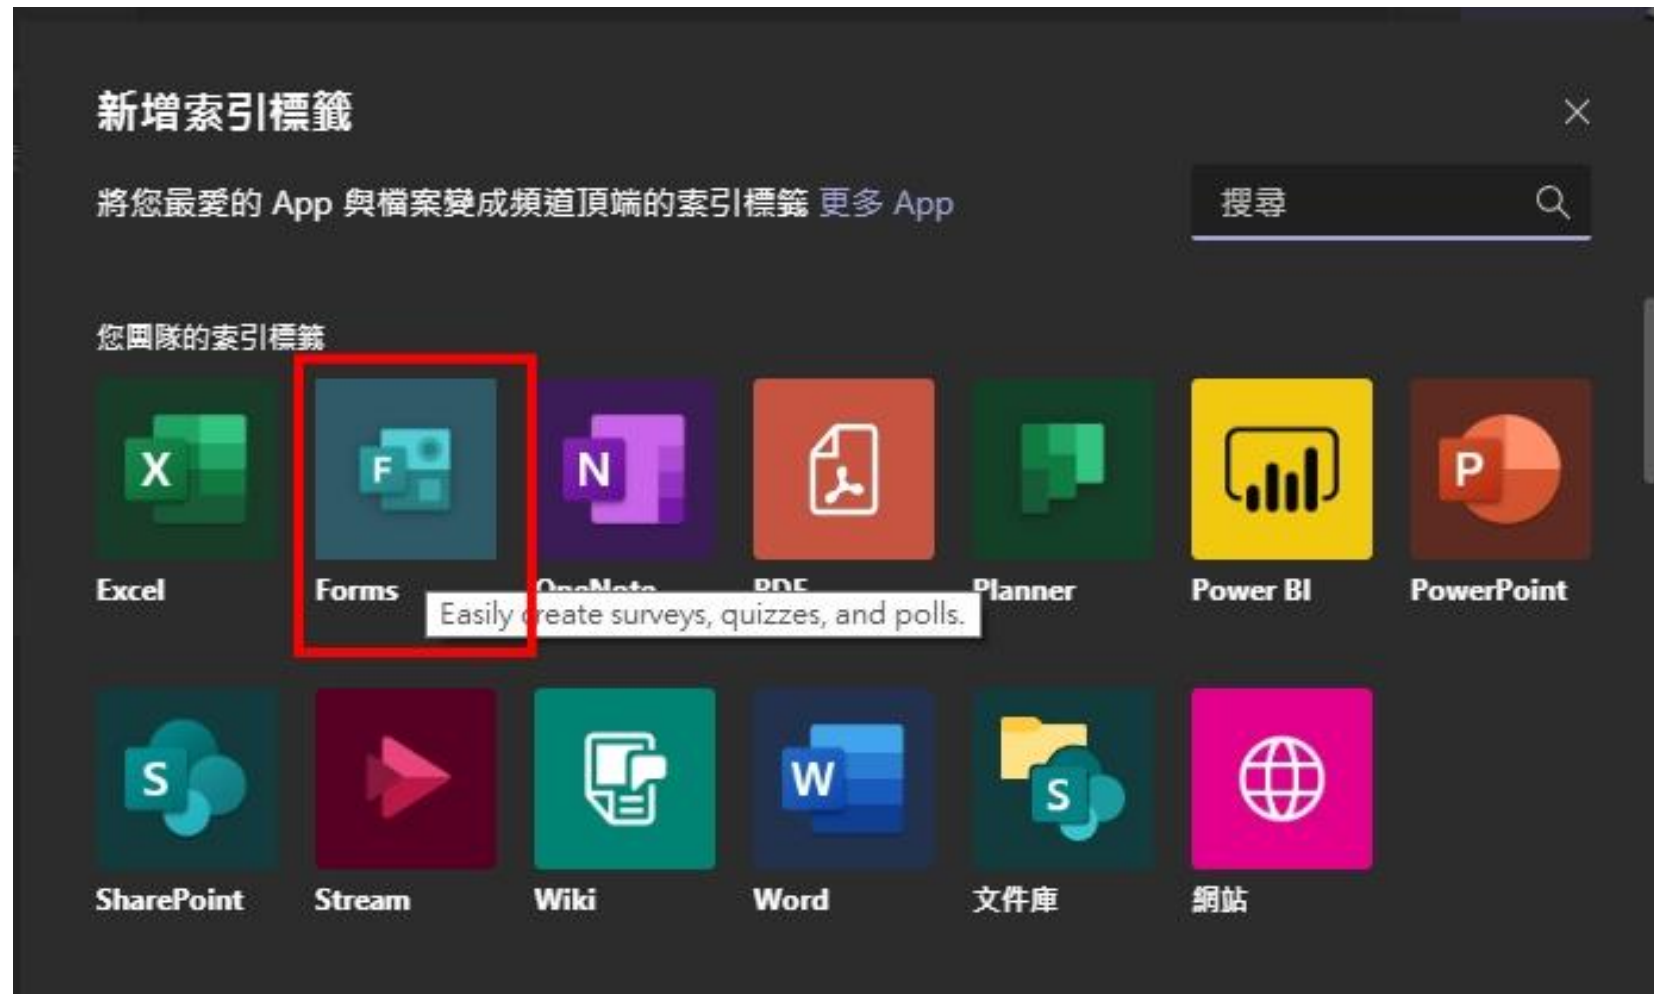 新增索引標籤
將您最愛的 App 與檔案變成頻道頂端的索引標籤 更多 App
搜尋
您團隊的索引標籤
X
F
N
P
Excel
Forms
OneNote
PDF
Planner
Power BI
PowerPoint
Easily create surveys, quizzes, and polls.
S
W
S
SharePoint
Stream
Wiki
Word
文件庫
網站